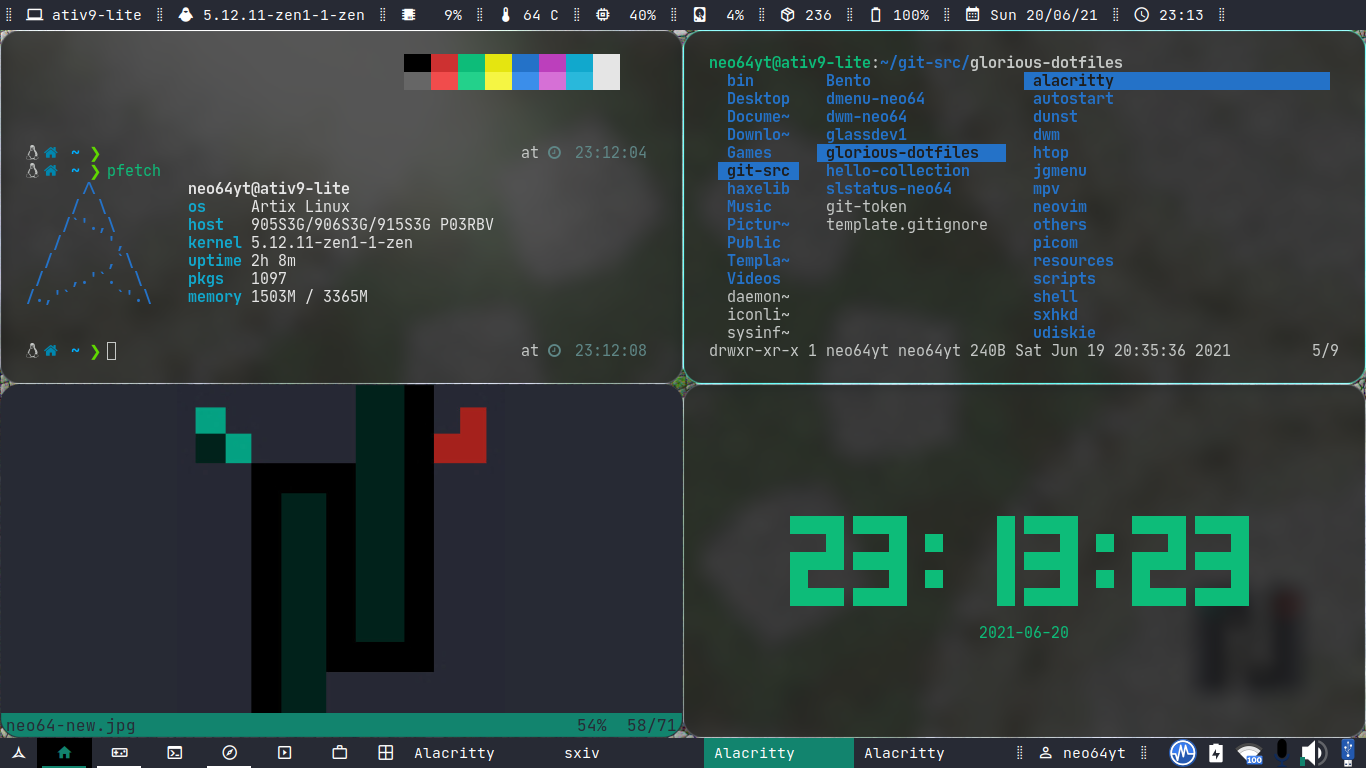 ativ9-lite 5.12.11-zen1-1-zen 9% 64 C 40% 4% 236 100% Sun 20/06/21 23:13
~ ❯ at 23:12:04
~ ❯ pfetch
neo64yt@ativ9-lite
os Artix Linux
host 905S3G/906S3G/915S3G P03RBV
kernel 5.12.11-zen1-1-zen
uptime 2h 8m
pkgs 1097
memory 1503M / 3365M
~ ❯ at 23:12:08
neo64yt@ativ9-lite:~/git-src/glorious-dotfiles
bin Bento alacritty
Desktop dmenu-neo64 autostart
Docume~ dwm-neo64 dunst
Downlo~ glassdev1 dwm
Games glorious-dotfiles htop
git-src hello-collection jgmenu
haxelib slstatus-neo64 mpv
Music git-token neovim
Pictur~ template.gitignore others
Public picom
Templa~ resources
Videos scripts
daemon~ shell
iconli~ sxhkd
sysinf~ udiskie
drwxr-xr-x 1 neo64yt neo64yt 240B Sat Jun 19 20:35:36 2021 5/9
neo64-new.jpg 54% 58/71
23:13:23
2021-06-20
Alacritty sxiv Alacritty Alacritty neo64yt 100